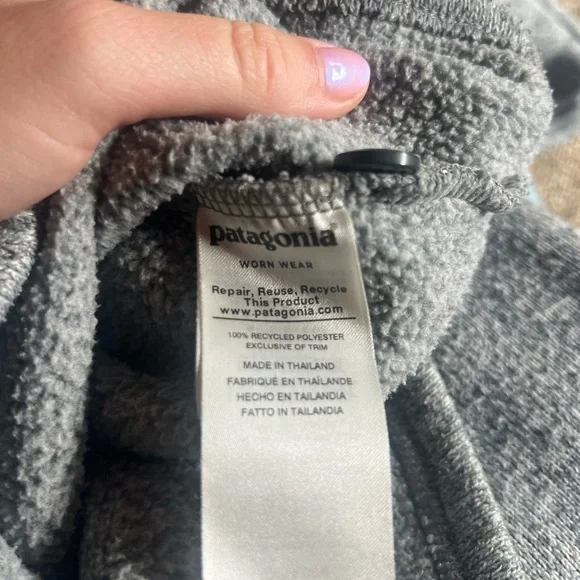 patagonia
WORN WEAR
Repair, Reuse, Recycle
This Product
www.patagonia.com
100% RECYCLED POLYESTER
EXCLUSIVE OF TRIM
MADE IN THAILAND
FABRIQUÉ EN THAÏLANDE
HECHO EN TAILANDIA
FATTO IN TAILANDIA